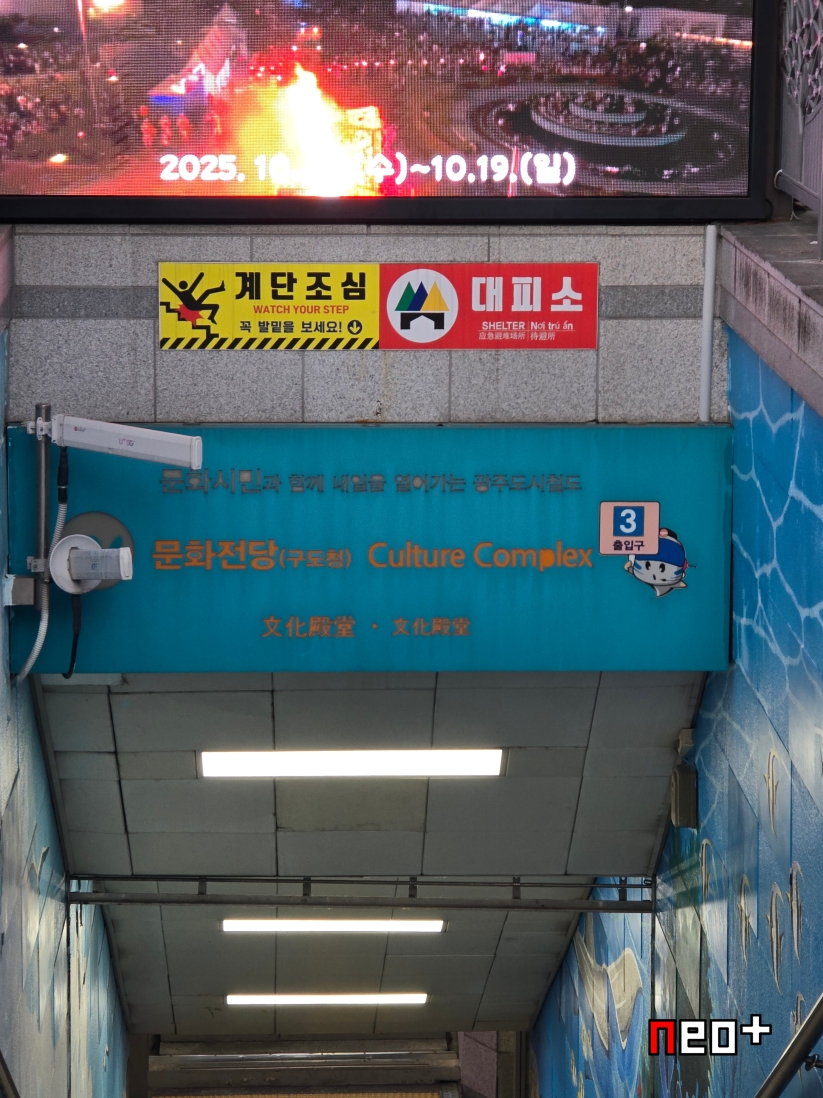 2025. 10. 수)~10.19.(일)
계단조심
WATCH YOUR STEP
꼭 발밑을 보세요!
대피소
SHELTER Nơi trú ẩn
应急避难场所 待避所
문화시민과 함께 내일을 열어가는 광주도시철도
문화전당(구도청) Culture Complex
3
출입구
文化殿堂 · 文化殿堂
neo+